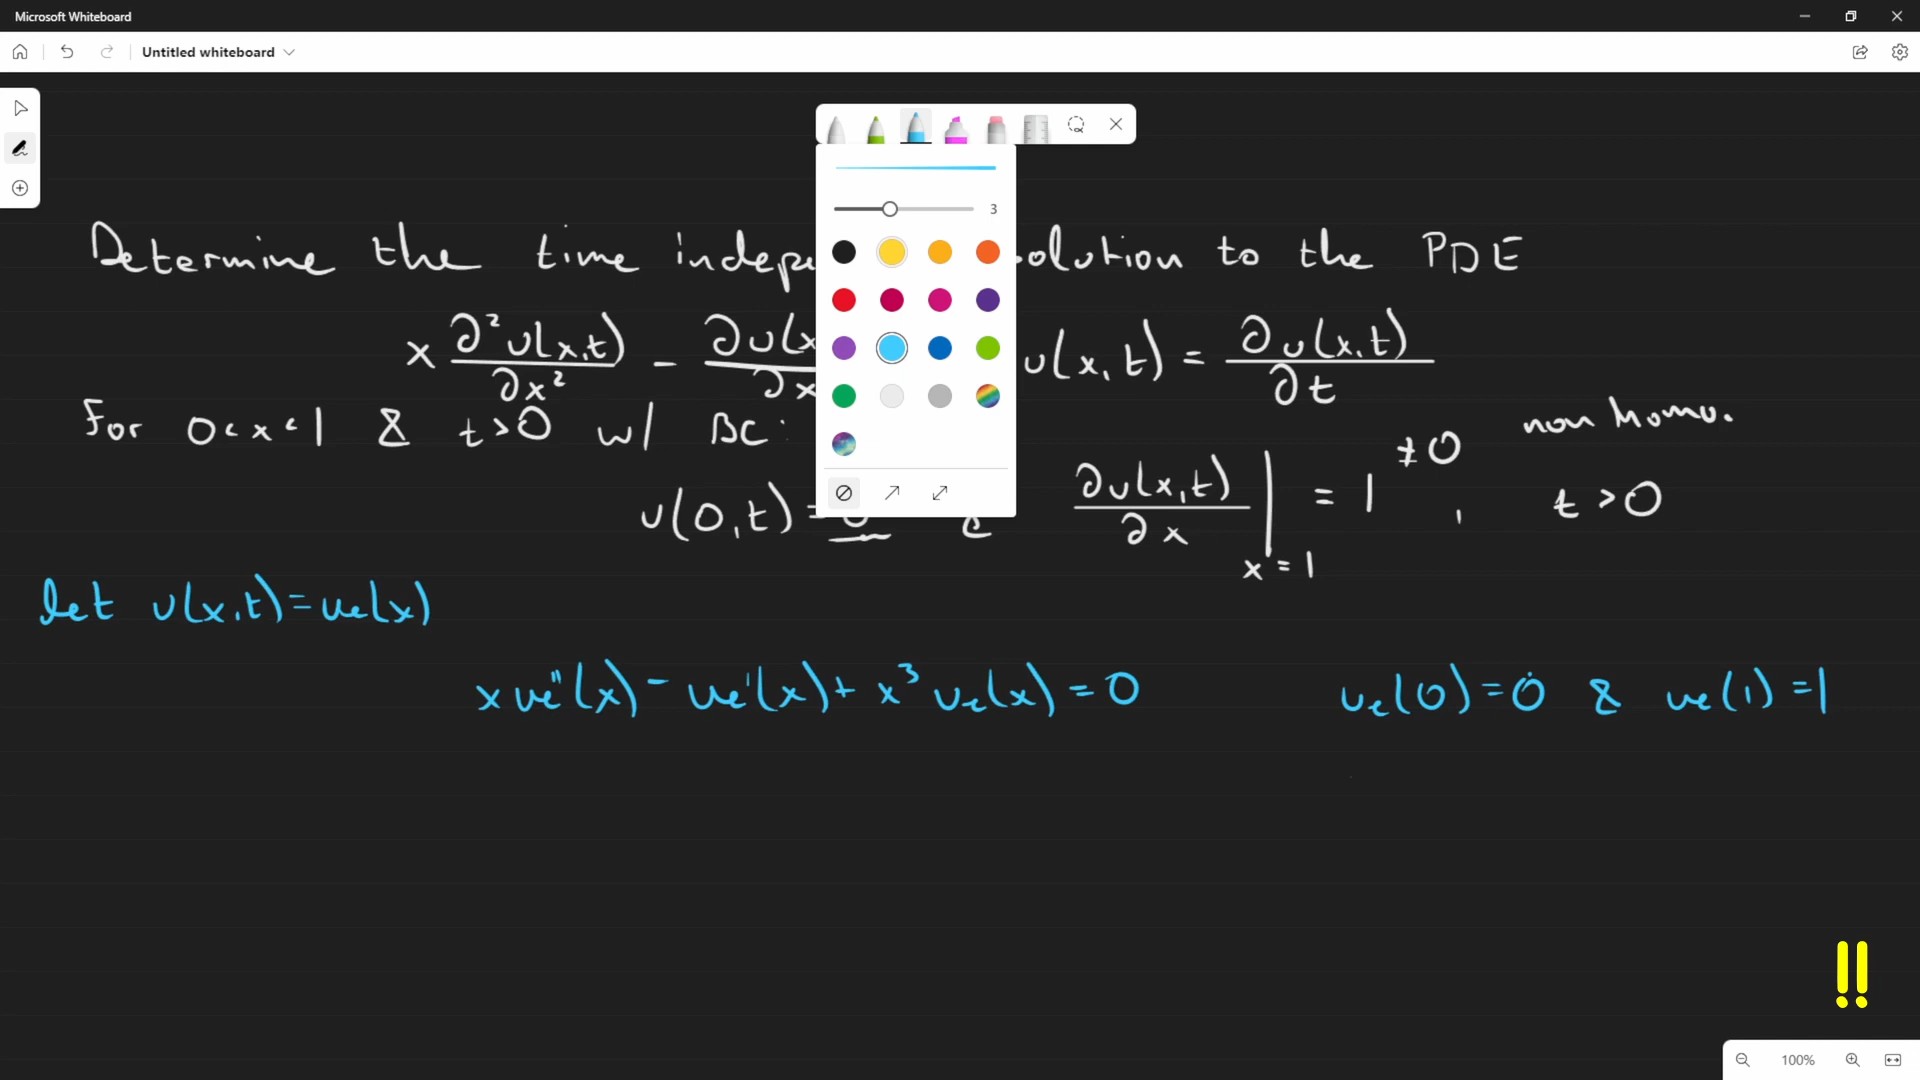 Microsoft Whiteboard
Untitled whiteboard
3
Determine the time indepe olution to the PDE
x ∂²u(x,t)/∂x² - ∂u(x /∂x u(x,t) = ∂u(x,t)/∂t
For 0<x<1 & t>0 w/ BC:
non homo.
u(0,t)=0 & ∂u(x,t)/∂x |x=1 = 1 ≠0 , t>0
let u(x,t)=ue(x)
x ue''(x) - ue'(x) + x³ ue(x) = 0 ue(0)=0 & ue(1)=1
!!
100%